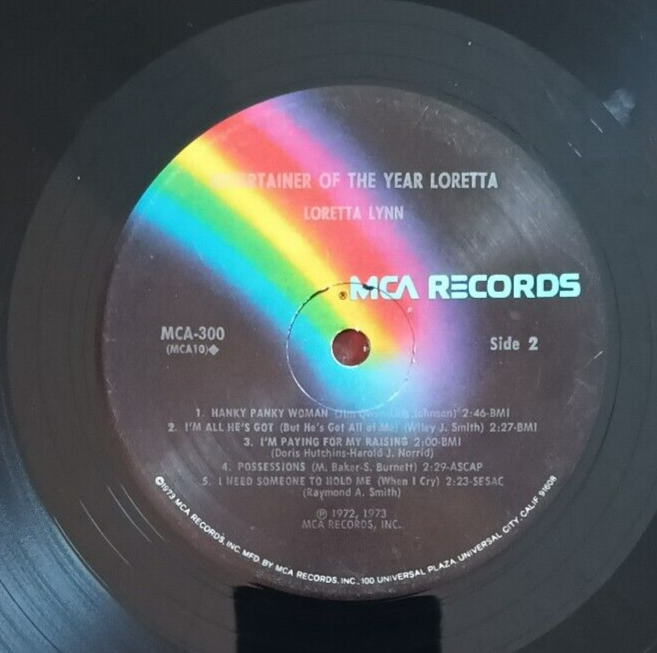 OF THE YEAR LORETTA
LORETTA LYNN
® MCA RECORDS
MCA-300
(MCA10)◆
Side 2
1. HANKY PANKY WOMAN Johnson) 2:46-BMI
2. I'M ALL HE'S GOT (But He's Got All of Me) (Wiley J. Smith) 2:27-BMI
3. I'M PAYING FOR MY RAISING 2:00-BMI
(Doris Hutchins-Harold J. Norrid)
4. POSSESSIONS (M. Baker-S. Burnett) 2:29-ASCAP
5. I NEED SOMEONE TO HOLD ME (When I Cry) 2:23-SESAC
(Raymond A. Smith)
℗ 1972, 1973
MCA RECORDS, INC.
©1973 MCA RECORDS, INC. MFD. BY MCA RECORDS, INC., 100 UNIVERSAL PLAZA, UNIVERSAL CITY, CALIF. 91608